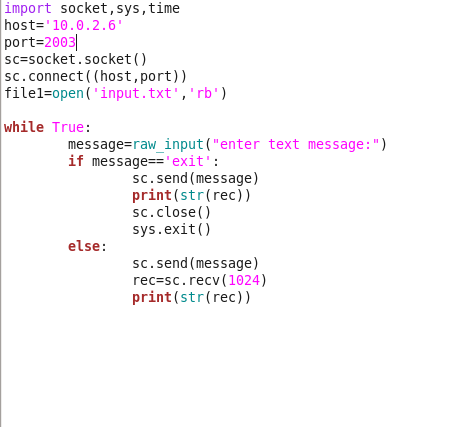 import socket,sys,time
host='10.0.2.6'
port=2003
sc=socket.socket()
sc.connect((host,port))
file1=open('input.txt','rb')

while True:
        message=raw_input("enter text message:")
        if message=='exit':
                sc.send(message)
                print(str(rec))
                sc.close()
                sys.exit()
        else:
                sc.send(message)
                rec=sc.recv(1024)
                print(str(rec))